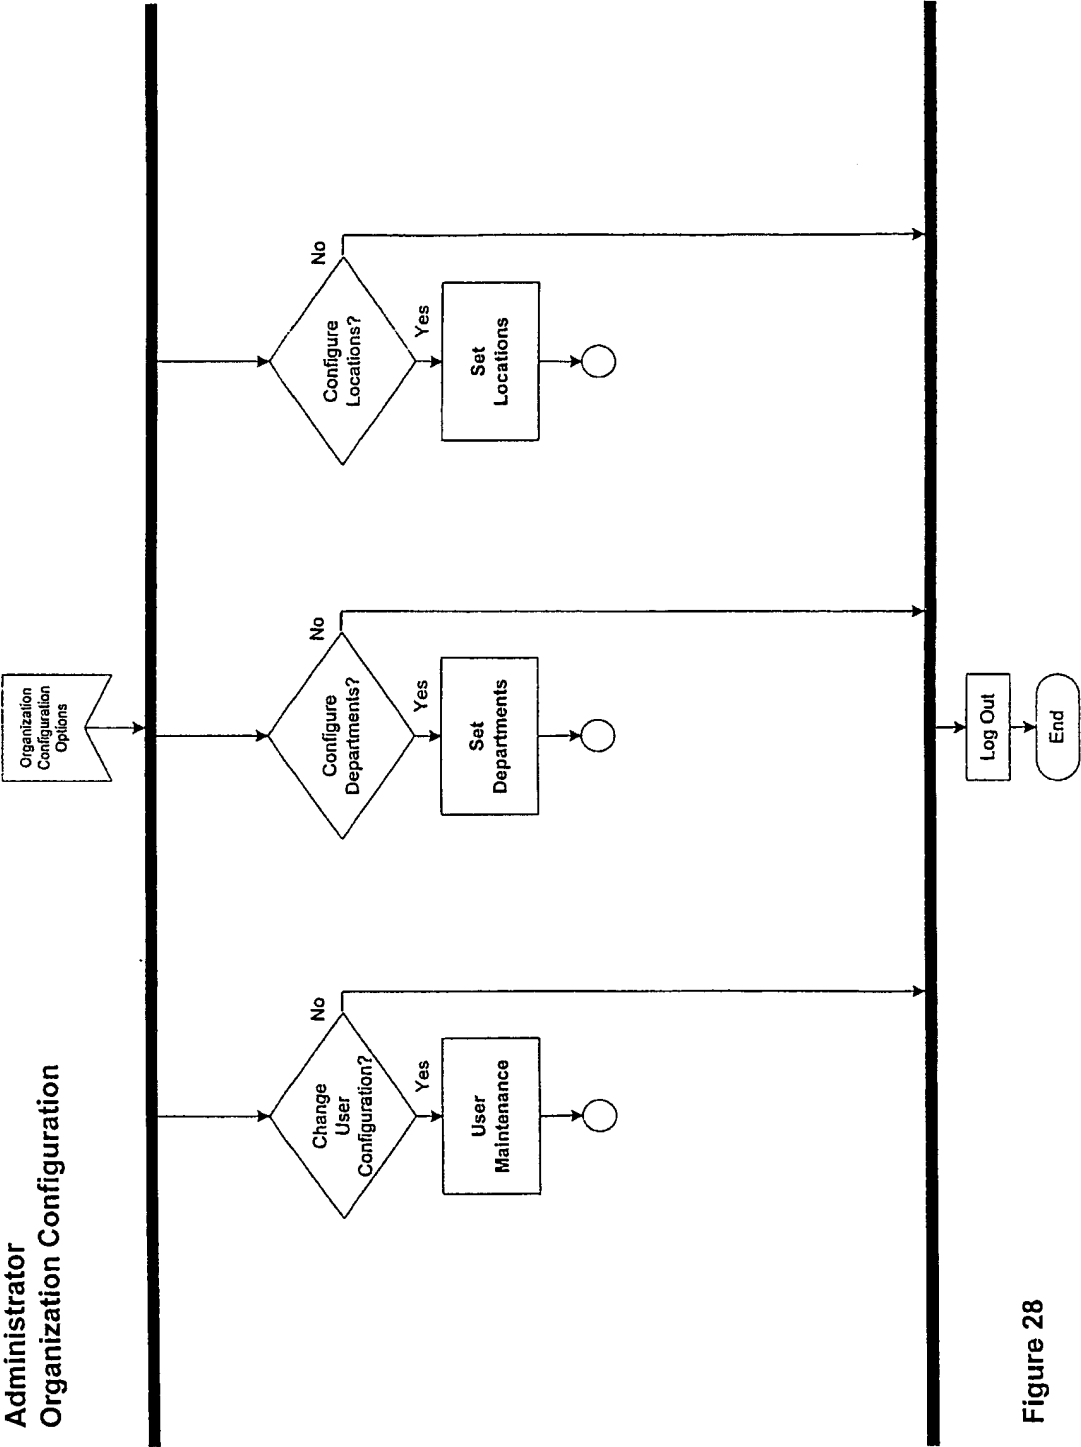 Administrator
Organization Configuration
Organization
Configuration
Options
Change
User
Configuration?
No
Yes
User
Maintenance
Configure
Departments?
No
Yes
Set
Departments
Configure
Locations?
No
Yes
Set
Locations
Log Out
End
Figure 28